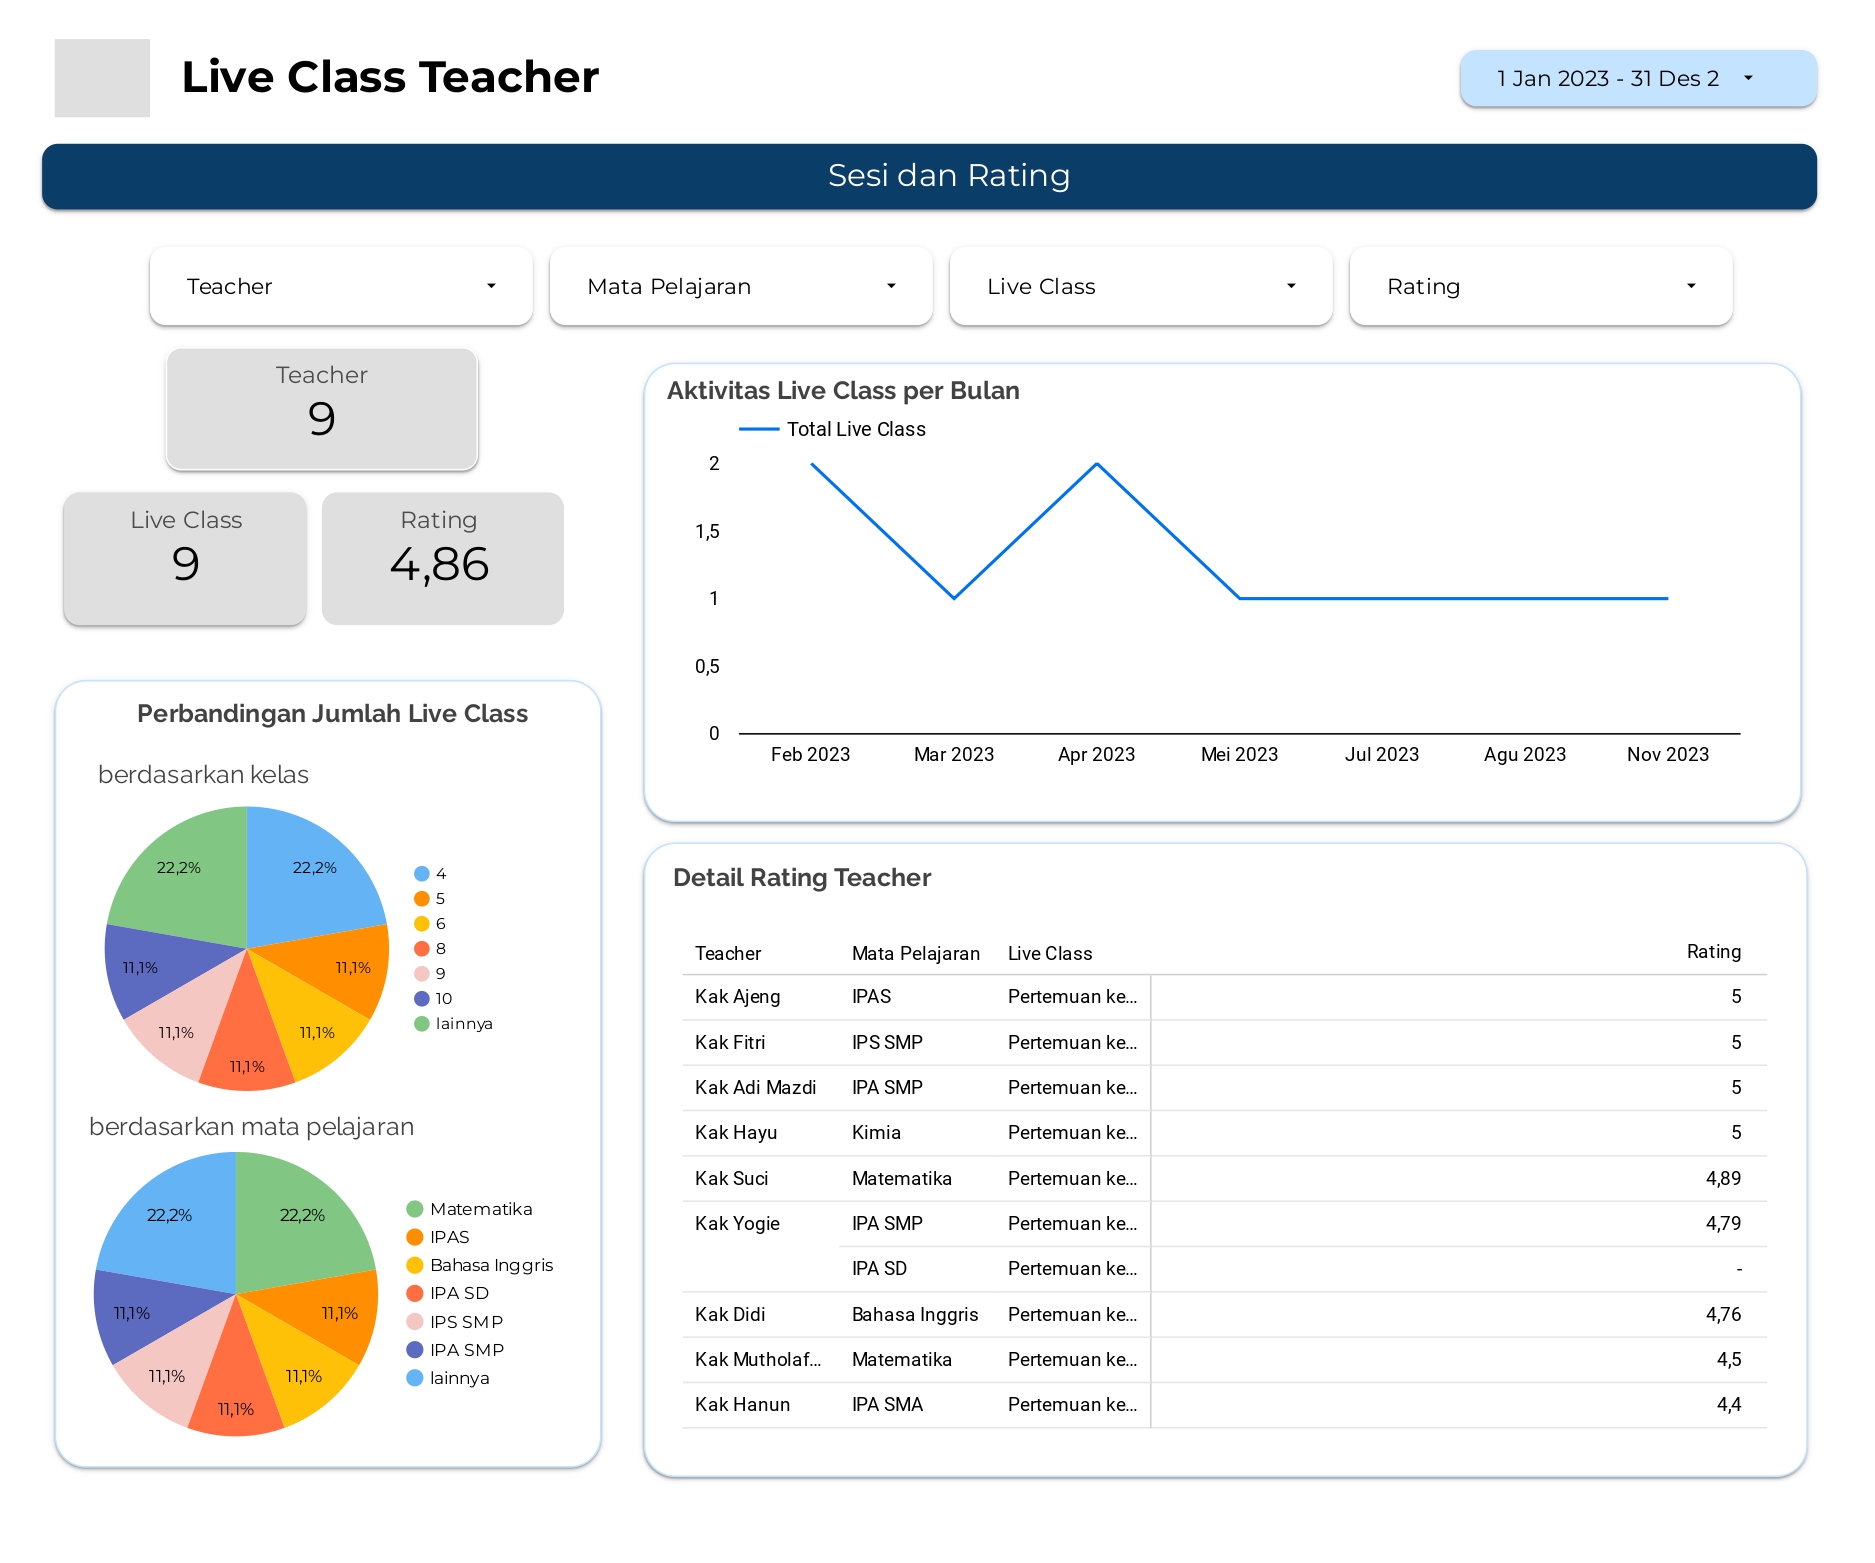 Live Class Teacher
1 Jan 2023 - 31 Des 2
Sesi dan Rating
Teacher
Mata Pelajaran
Live Class
Rating
Teacher
9
Live Class
9
Rating
4,86
Aktivitas Live Class per Bulan
Total Live Class
2
1,5
1
0,5
0
Feb 2023 Mar 2023 Apr 2023 Mei 2023 Jul 2023 Agu 2023 Nov 2023
Perbandingan Jumlah Live Class
berdasarkan kelas
22,2% 22,2%
11,1% 11,1%
11,1% 11,1%
11,1%
4
5
6
8
9
10
lainnya
berdasarkan mata pelajaran
22,2% 22,2%
11,1% 11,1%
11,1% 11,1%
11,1%
Matematika
IPAS
Bahasa Inggris
IPA SD
IPS SMP
IPA SMP
lainnya
Detail Rating Teacher
Teacher Mata Pelajaran Live Class Rating
Kak Ajeng IPAS Pertemuan ke... 5
Kak Fitri IPS SMP Pertemuan ke... 5
Kak Adi Mazdi IPA SMP Pertemuan ke... 5
Kak Hayu Kimia Pertemuan ke... 5
Kak Suci Matematika Pertemuan ke... 4,89
Kak Yogie IPA SMP Pertemuan ke... 4,79
IPA SD Pertemuan ke... -
Kak Didi Bahasa Inggris Pertemuan ke... 4,76
Kak Mutholaf... Matematika Pertemuan ke... 4,5
Kak Hanun IPA SMA Pertemuan ke... 4,4